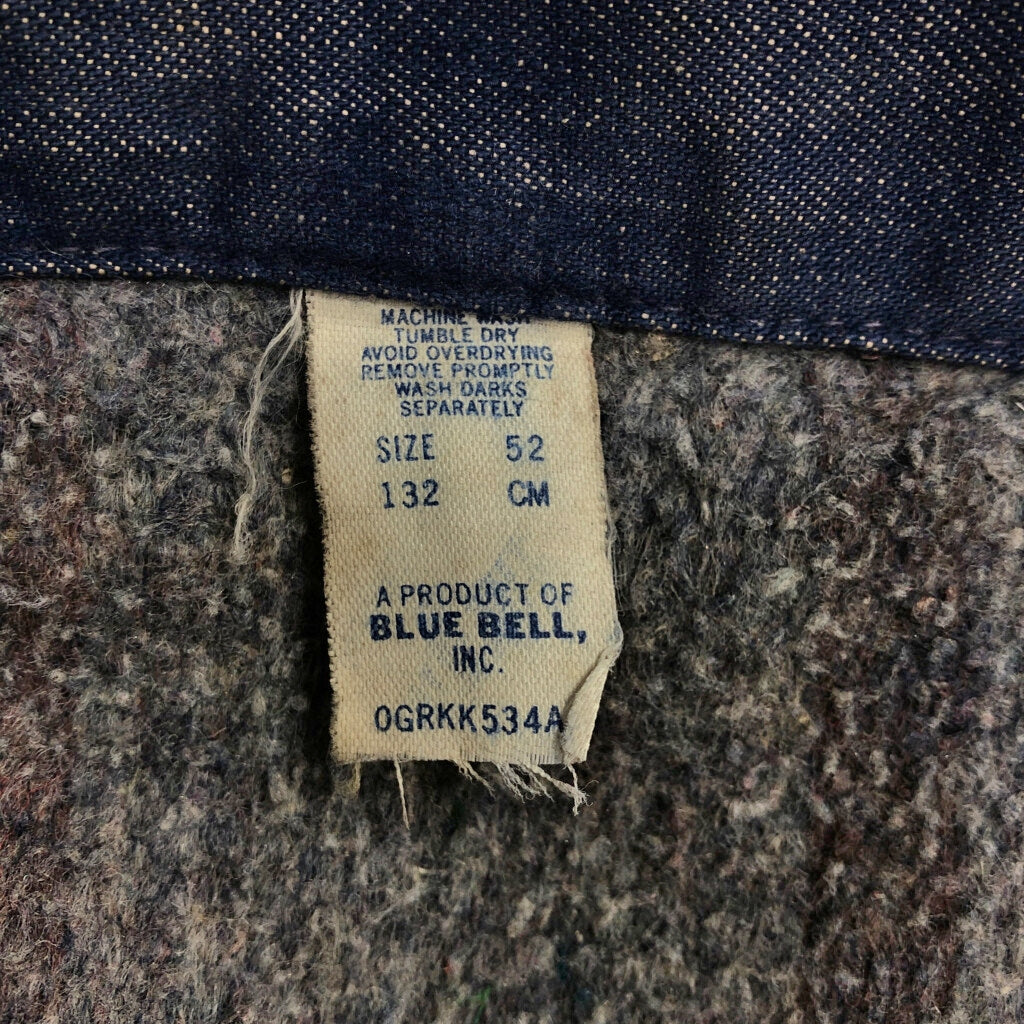 MACHINE WASH
TUMBLE DRY
AVOID OVERDRYING
REMOVE PROMPTLY
WASH DARKS
SEPARATELY
SIZE 52
132 CM
A PRODUCT OF
BLUE BELL,
INC.
OGRKK534A